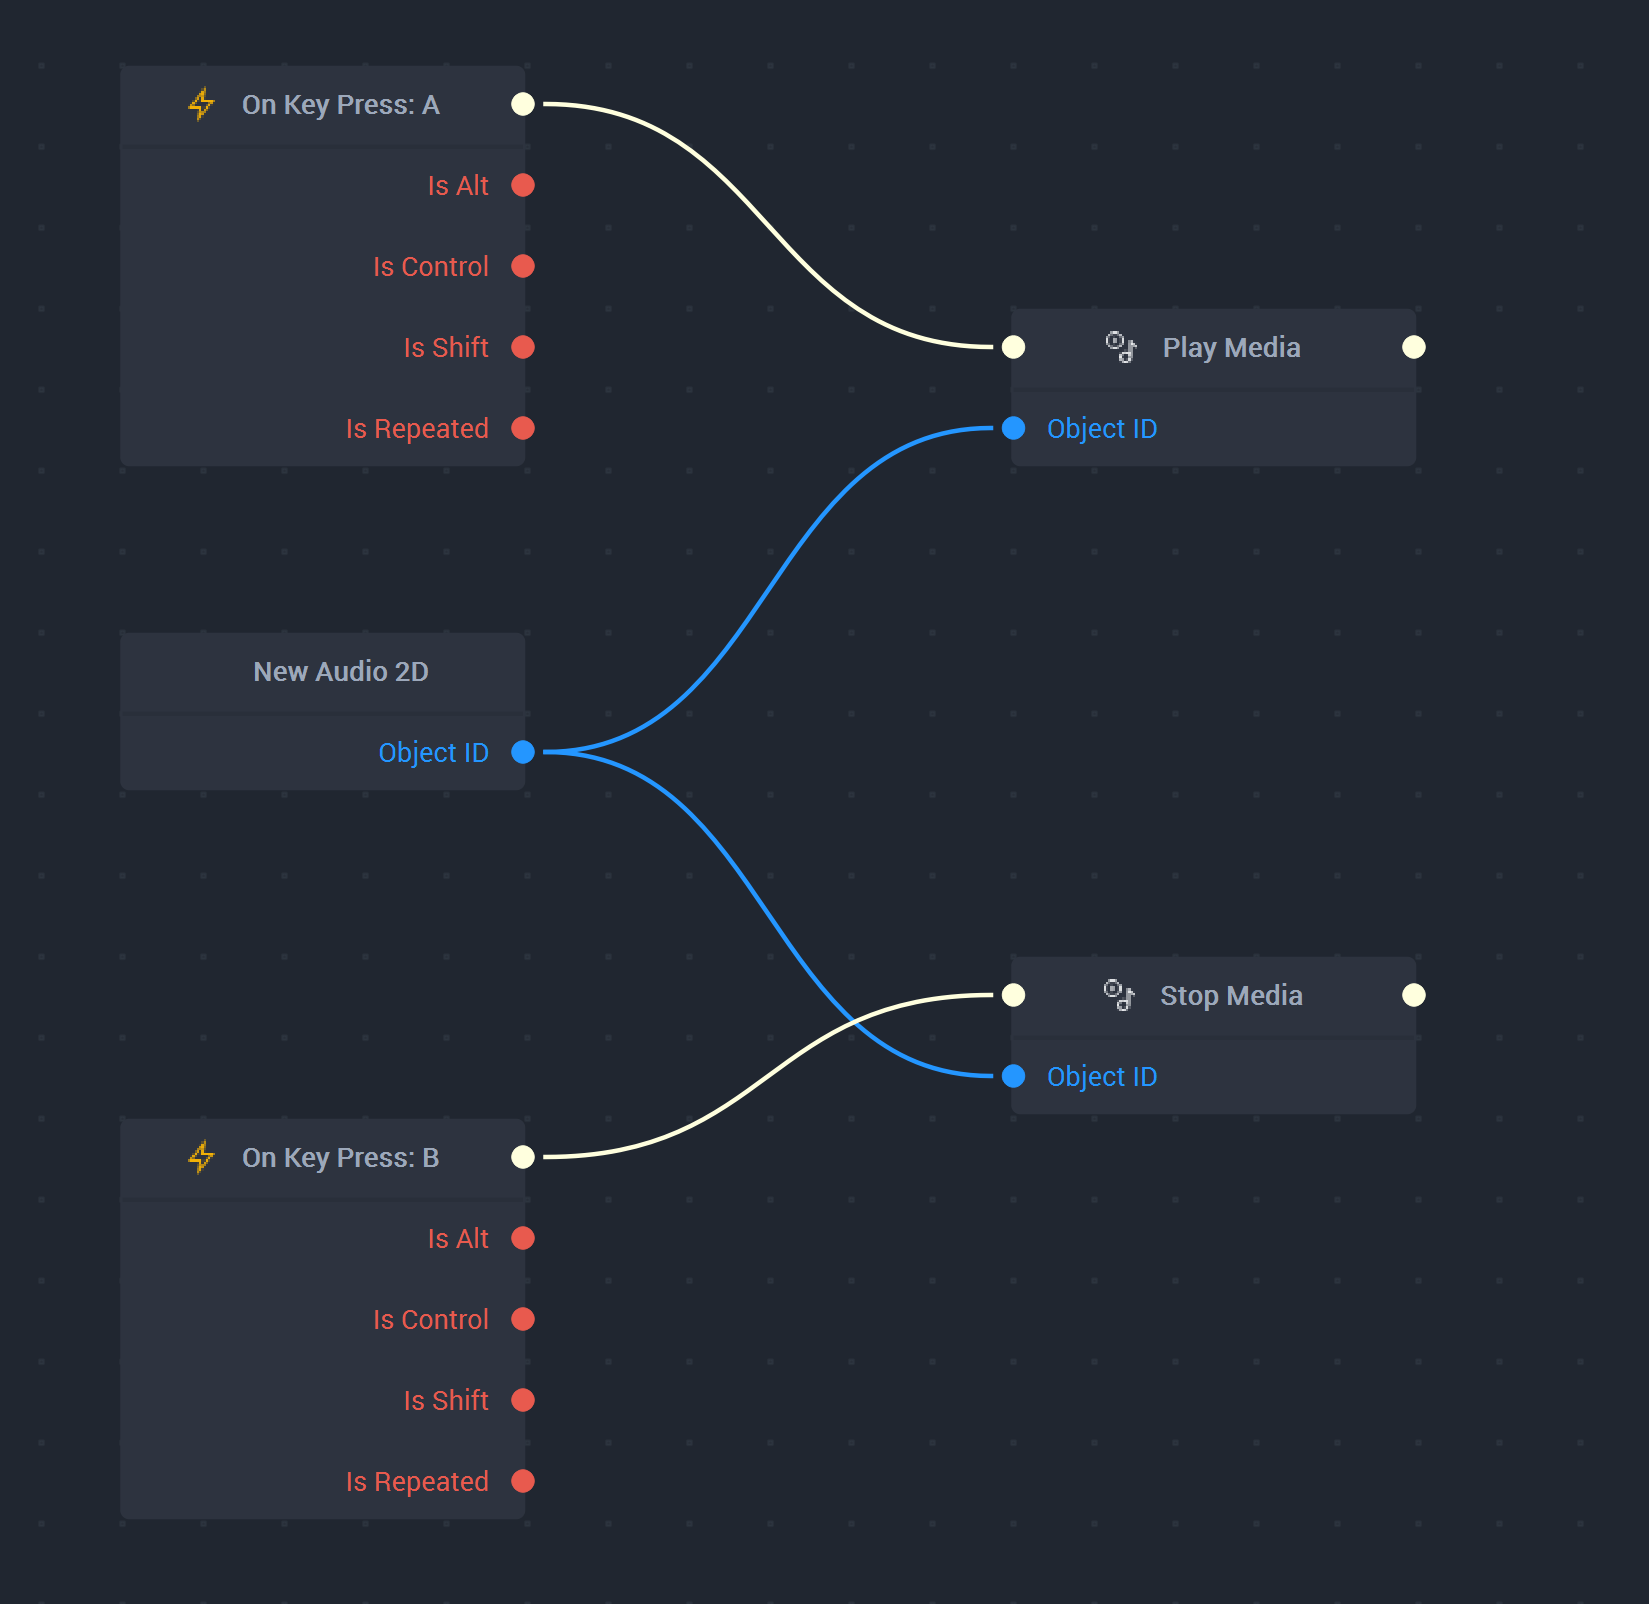 On Key Press: A
Is Alt
Is Control
Is Shift
Is Repeated
Play Media
Object ID
New Audio 2D
Object ID
Stop Media
Object ID
On Key Press: B
Is Alt
Is Control
Is Shift
Is Repeated